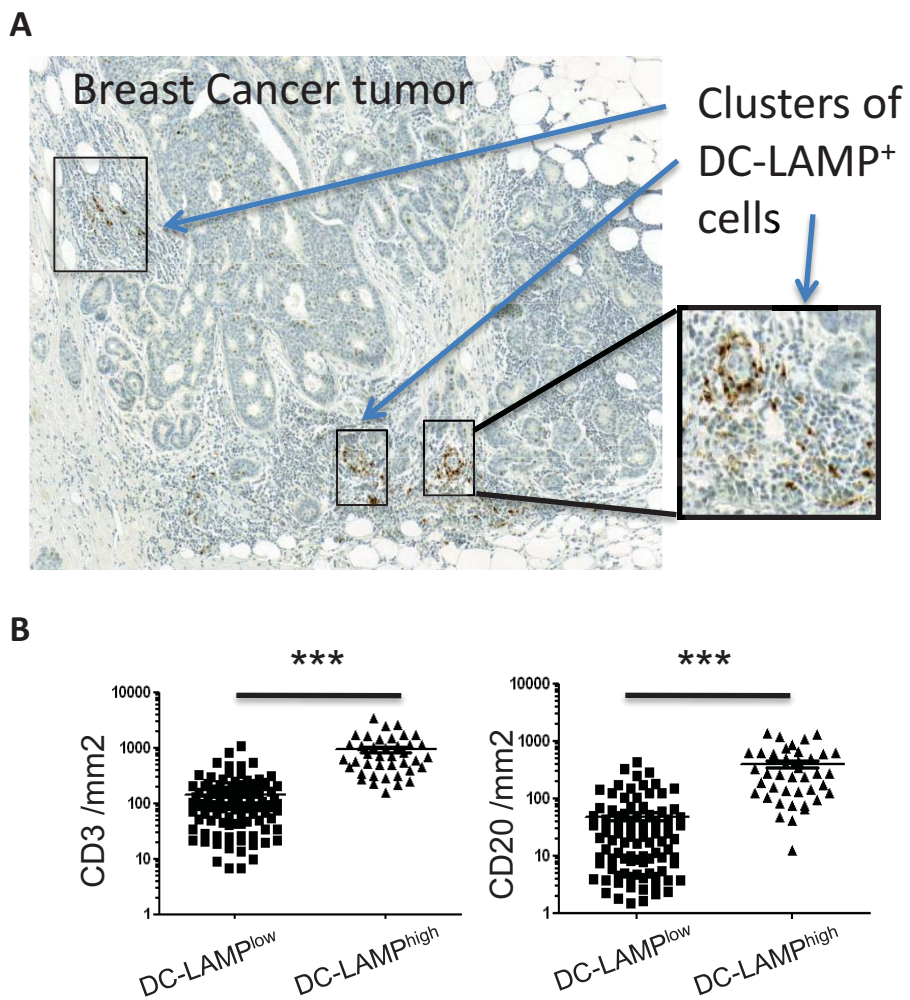 A
Breast Cancer tumor
Clusters of
DC-LAMP⁺
cells
B
***
10000
1000
100
10
1
CD3 /mm2
DC-LAMPˡᵒʷ
DC-LAMPʰⁱᵍʰ
***
10000
1000
100
10
1
CD20 /mm2
DC-LAMPˡᵒʷ
DC-LAMPʰⁱᵍʰ